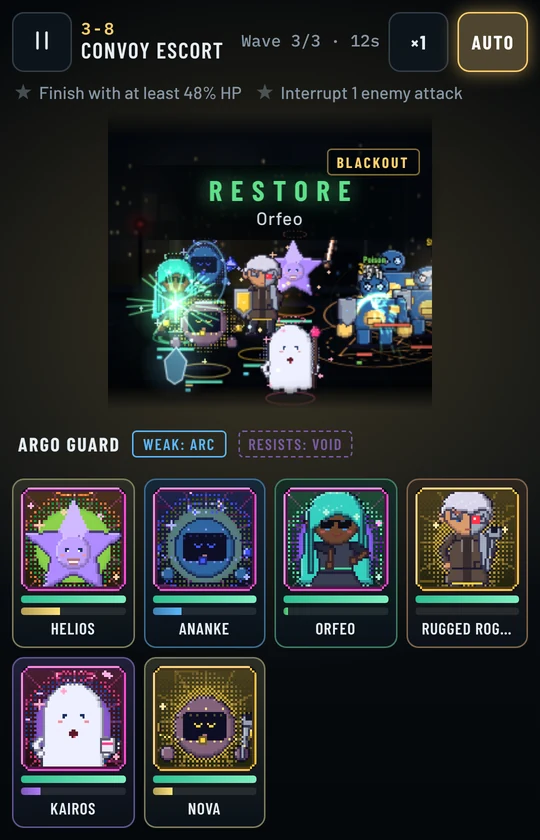 3-8
CONVOY ESCORT
Wave 3/3 · 12s
×1
AUTO
★ Finish with at least 48% HP ★ Interrupt 1 enemy attack
BLACKOUT
RESTORE
Orfeo
Poison
ARGO GUARD
WEAK: ARC
RESISTS: VOID
HELIOS
ANANKE
ORFEO
RUGGED ROG...
KAIROS
NOVA